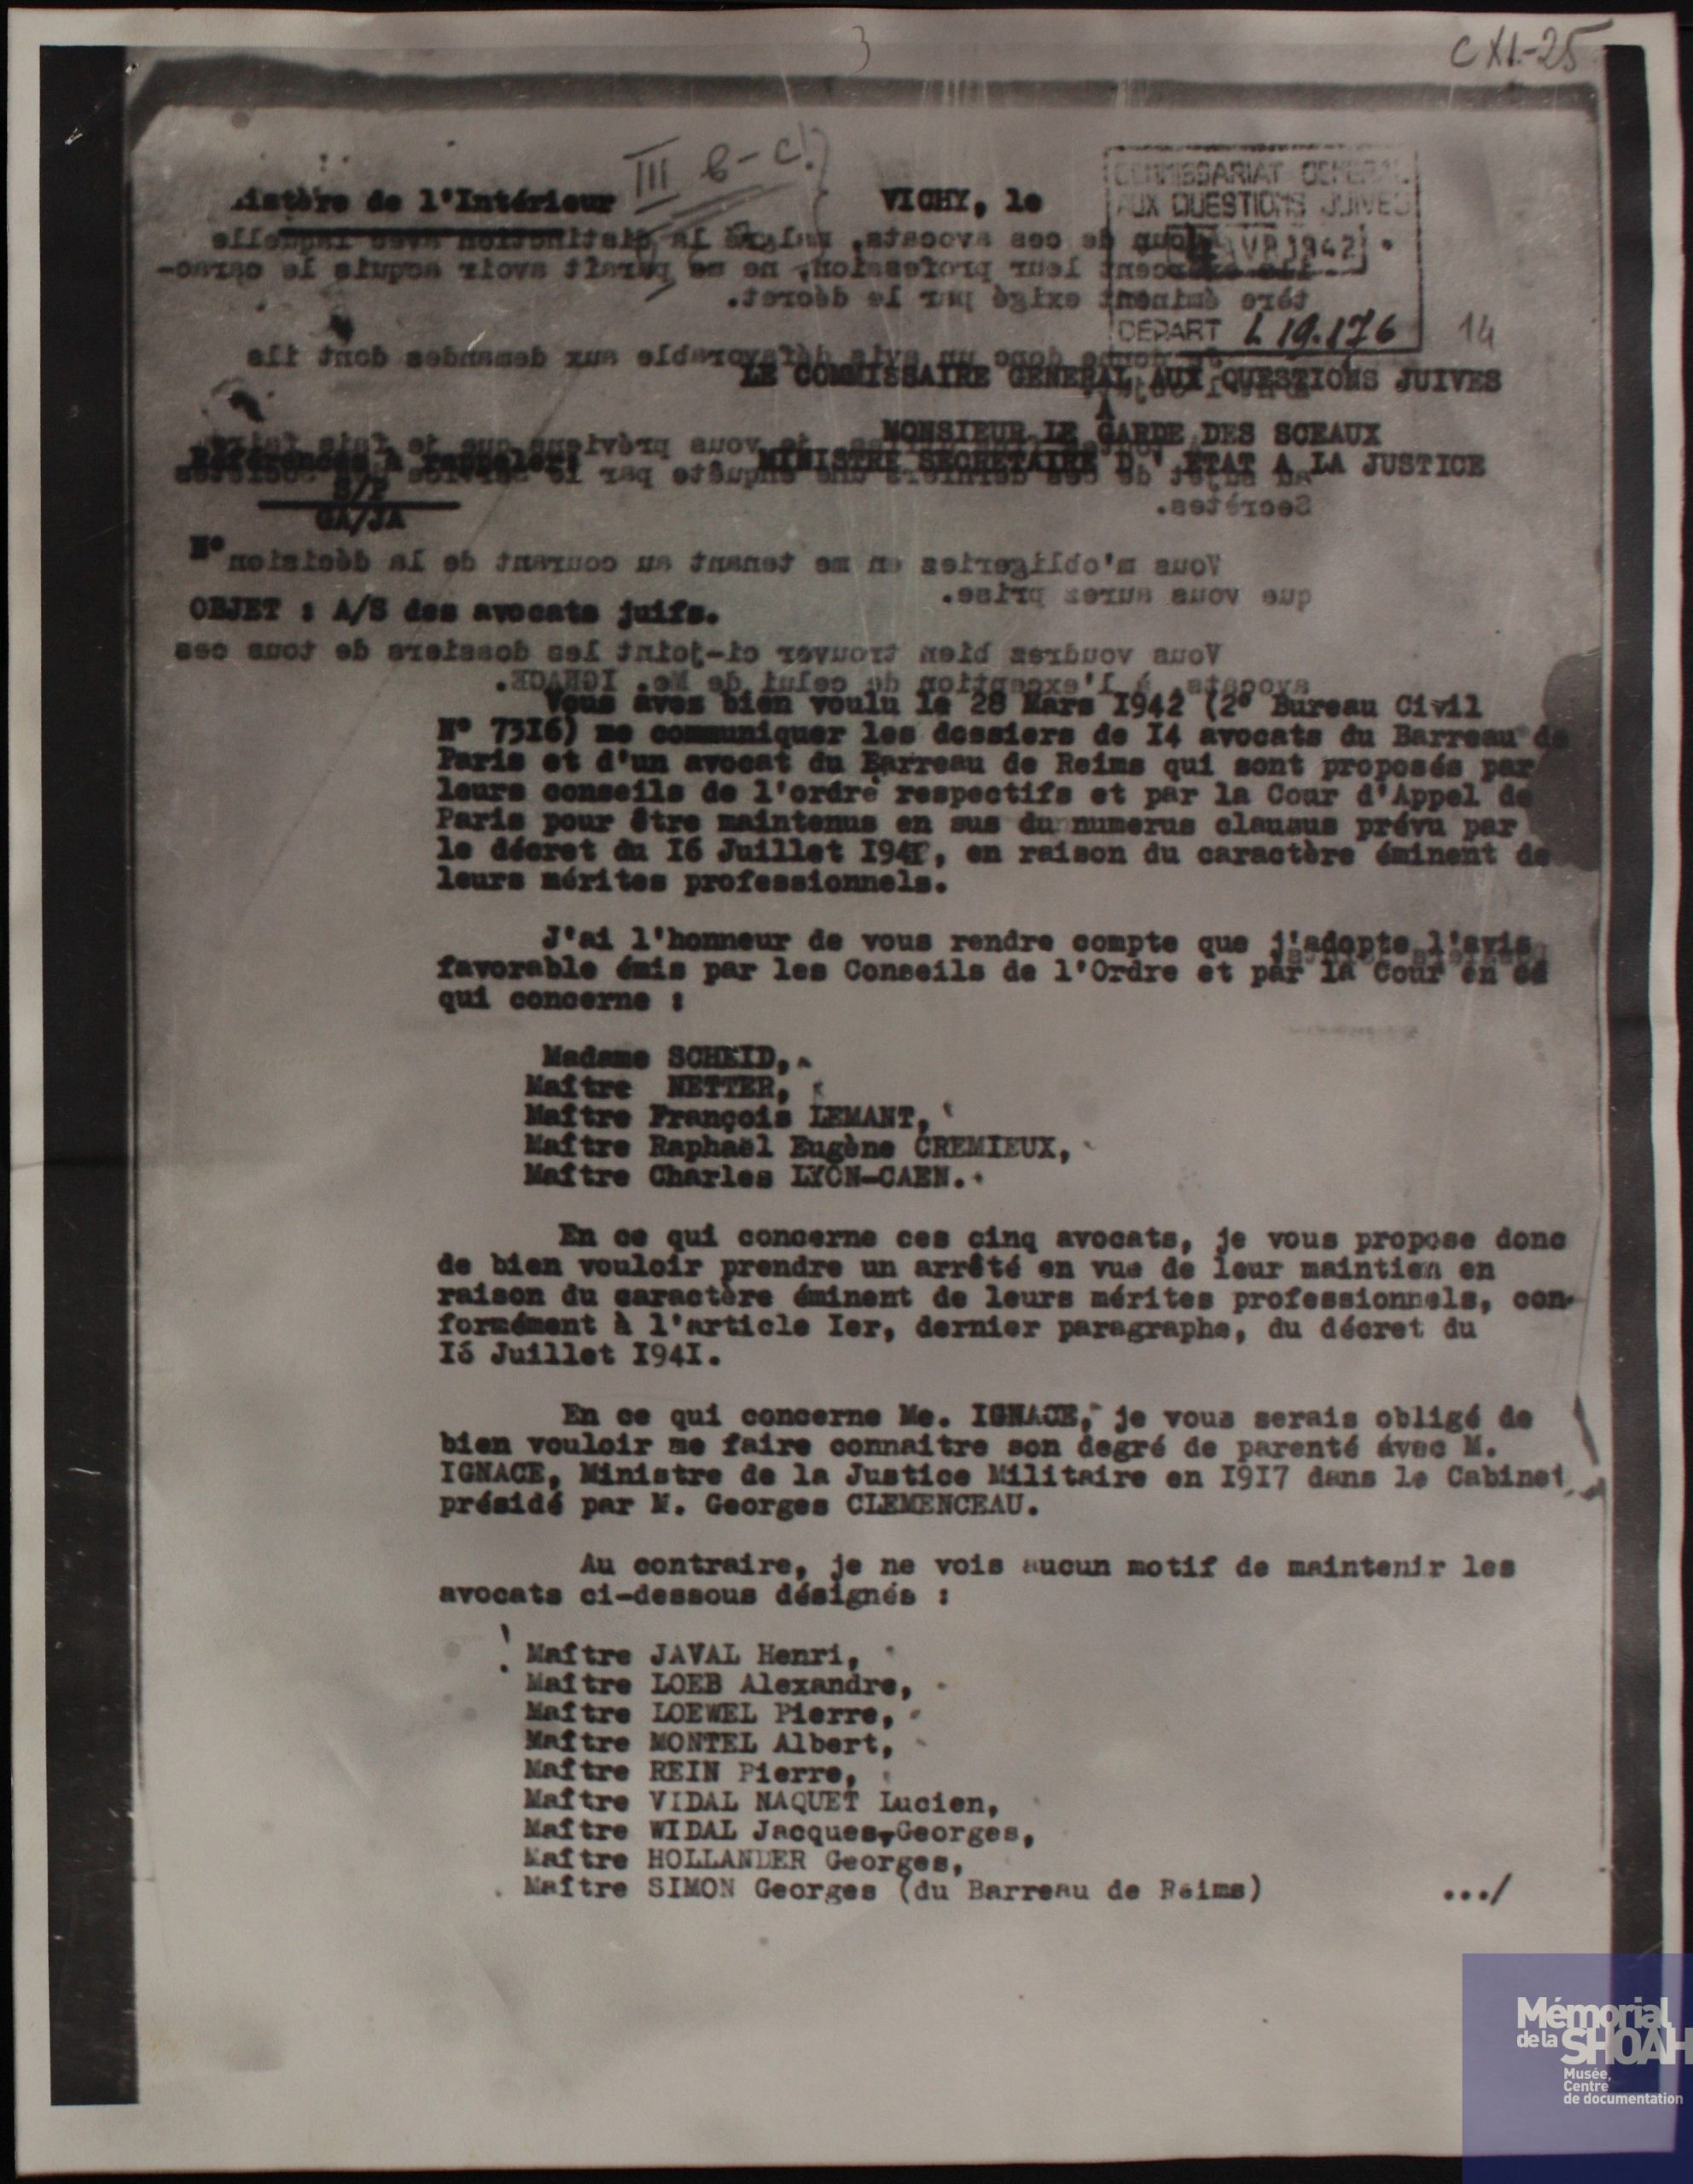 3
CXI-25
III B-C
COMMISSARIAT GENERAL
AUX QUESTIONS JUIVES
AVR 1942
DEPART L 19.176
14
istère de l'Intérieur
VICHY, le
LE COMMISSAIRE GENERAL AUX QUESTIONS JUIVES
A
MONSIEUR LE GARDE DES SCEAUX
MINISTRE SECRETAIRE D'ETAT A LA JUSTICE
Références à rappeler:
S/P
GA/JA
N°
OBJET : A/S des avocats juifs.
Vous avez bien voulu le 28 Mars I942 (2° Bureau Civil
N° 73I6) me communiquer les dossiers de I4 avocats du Barreau de
Paris et d'un avocat du Barreau de Reims qui sont proposés par
leurs conseils de l'ordre respectifs et par la Cour d'Appel de
Paris pour être maintenus en sus du numerus clausus prévu par
le décret du I6 Juillet I94I, en raison du caractère éminent de
leurs mérites professionnels.
J'ai l'honneur de vous rendre compte que j'adopte l'avis
favorable émis par les Conseils de l'Ordre et par la Cour en ce
qui concerne :
Madame SCHEID,
Maître NETTER,
Maître François LEMANT,
Maître Raphaël Eugène CREMIEUX,
Maître Charles LYON-CAEN.
En ce qui concerne ces cinq avocats, je vous propose donc
de bien vouloir prendre un arrêté en vue de leur maintien en
raison du caractère éminent de leurs mérites professionnels, con-
formément à l'article Ier, dernier paragraphe, du décret du
I6 Juillet I94I.
En ce qui concerne Me. IGNACE, je vous serais obligé de
bien vouloir me faire connaitre son degré de parenté avec M.
IGNACE, Ministre de la Justice Militaire en I9I7 dans le Cabinet
présidé par M. Georges CLEMENCEAU.
Au contraire, je ne vois aucun motif de maintenir les
avocats ci-dessous désignés :
Maître JAVAL Henri,
Maître LOEB Alexandre,
Maître LOEWEL Pierre,
Maître MONTEL Albert,
Maître REIN Pierre,
Maître VIDAL NAQUET Lucien,
Maître WIDAL Jacques-Georges,
Maître HOLLANDER Georges,
Maître SIMON Georges (du Barreau de Reims)
.../
Mémorial
de la SHOAH
Musée,
Centre
de documentation